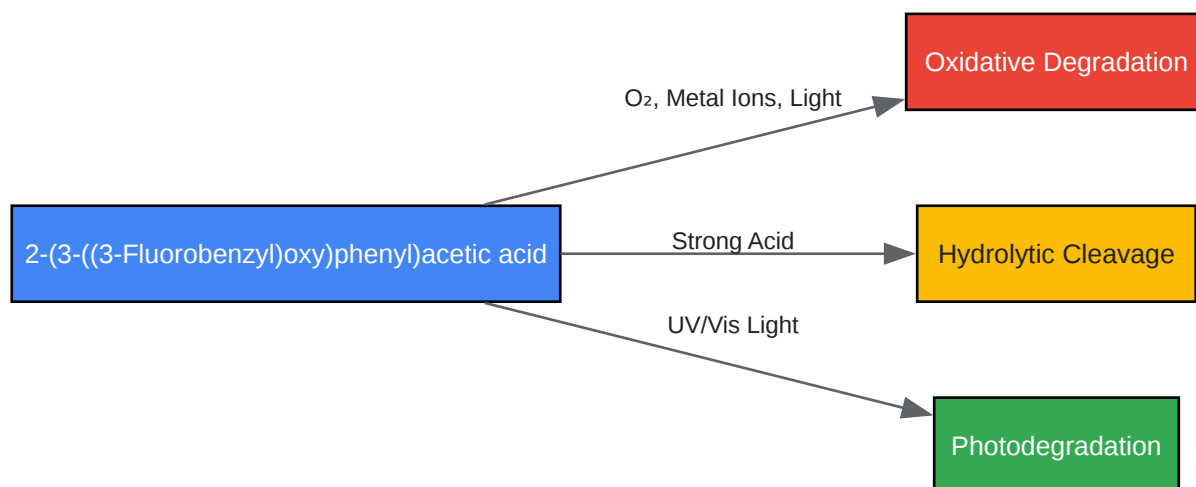 Oxidative Degradation
O₂, Metal Ions, Light
2-(3-((3-Fluorobenzyl)oxy)phenyl)acetic acid
Strong Acid
Hydrolytic Cleavage
UV/Vis Light
Photodegradation